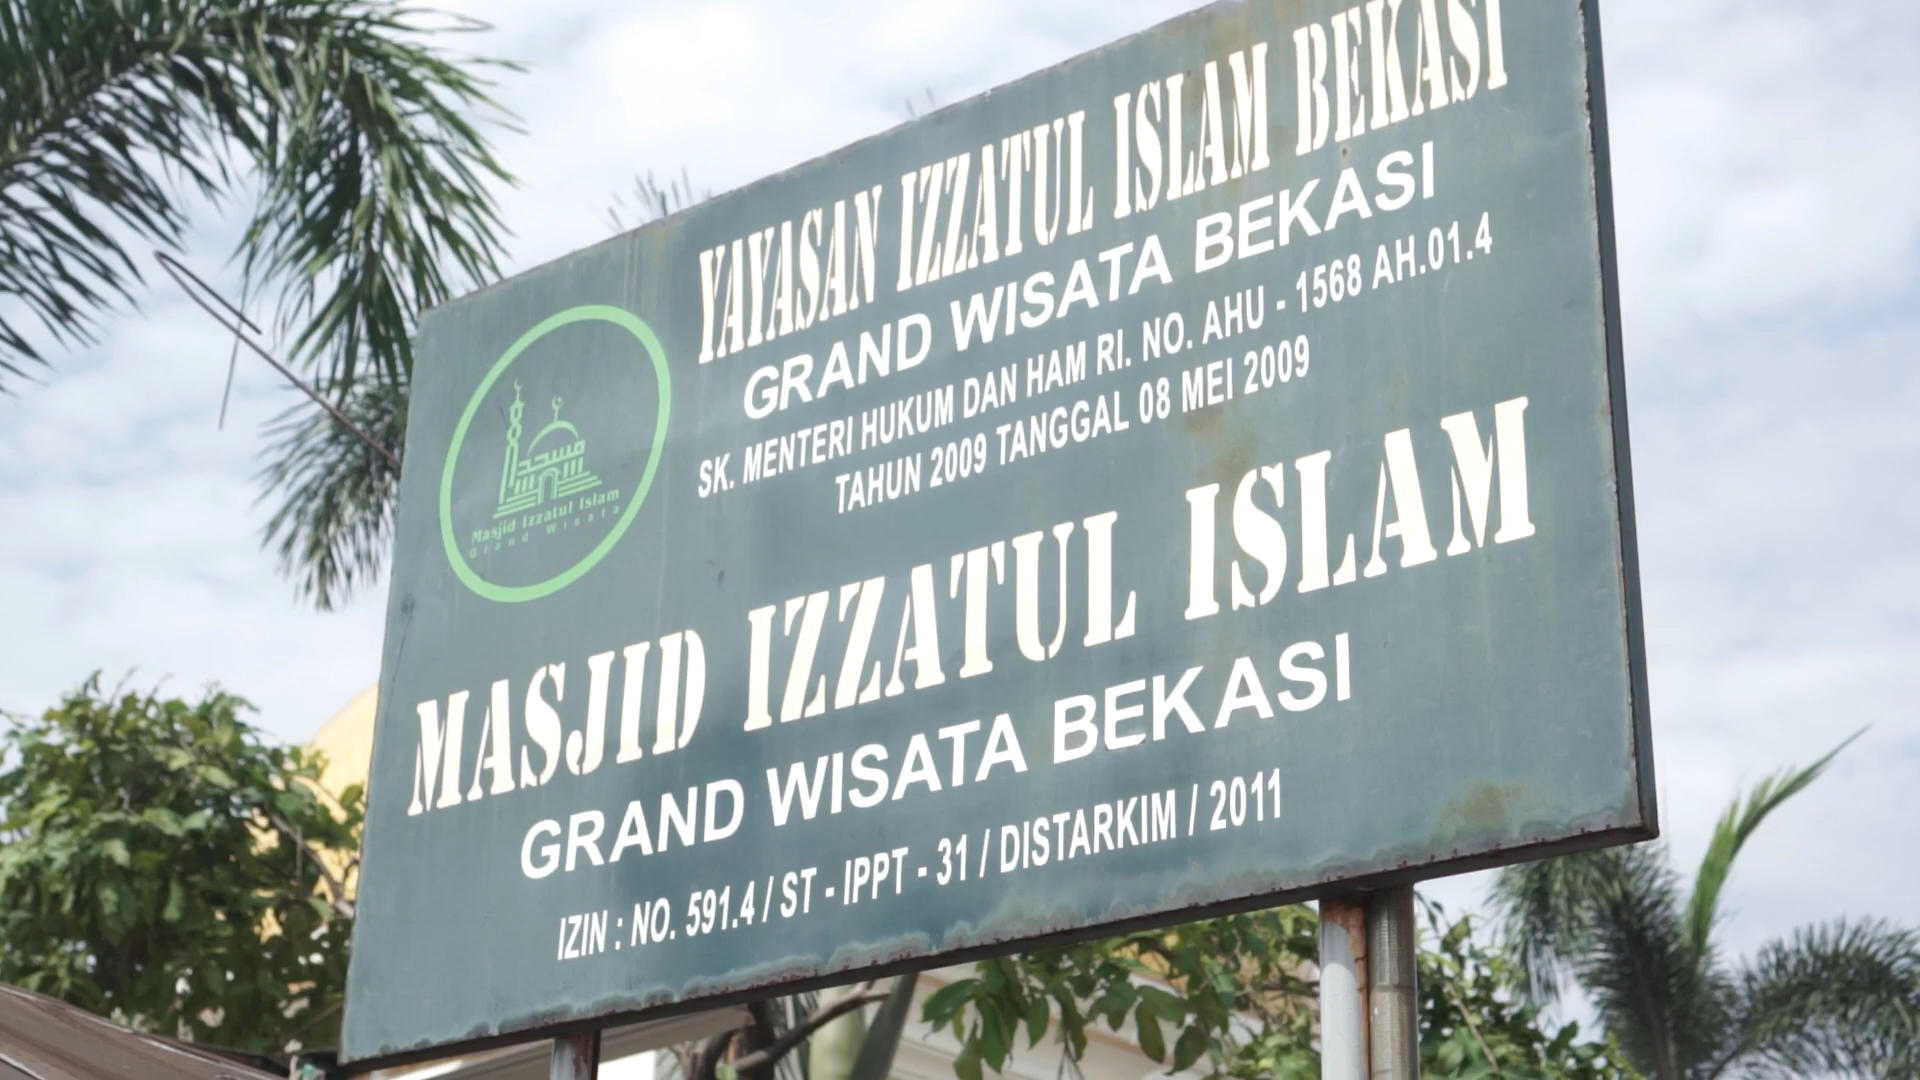 YAYASAN IZZATUL ISLAM BEKASI
GRAND WISATA BEKASI
SK. MENTERI HUKUM DAN HAM RI. NO. AHU - 1568 AH.01.4
TAHUN 2009 TANGGAL 08 MEI 2009
مسجد
Masjid Izzatul Islam
Grand Wisata
MASJID IZZATUL ISLAM
GRAND WISATA BEKASI
IZIN : NO. 591.4 / ST - IPPT - 31 / DISTARKIM / 2011